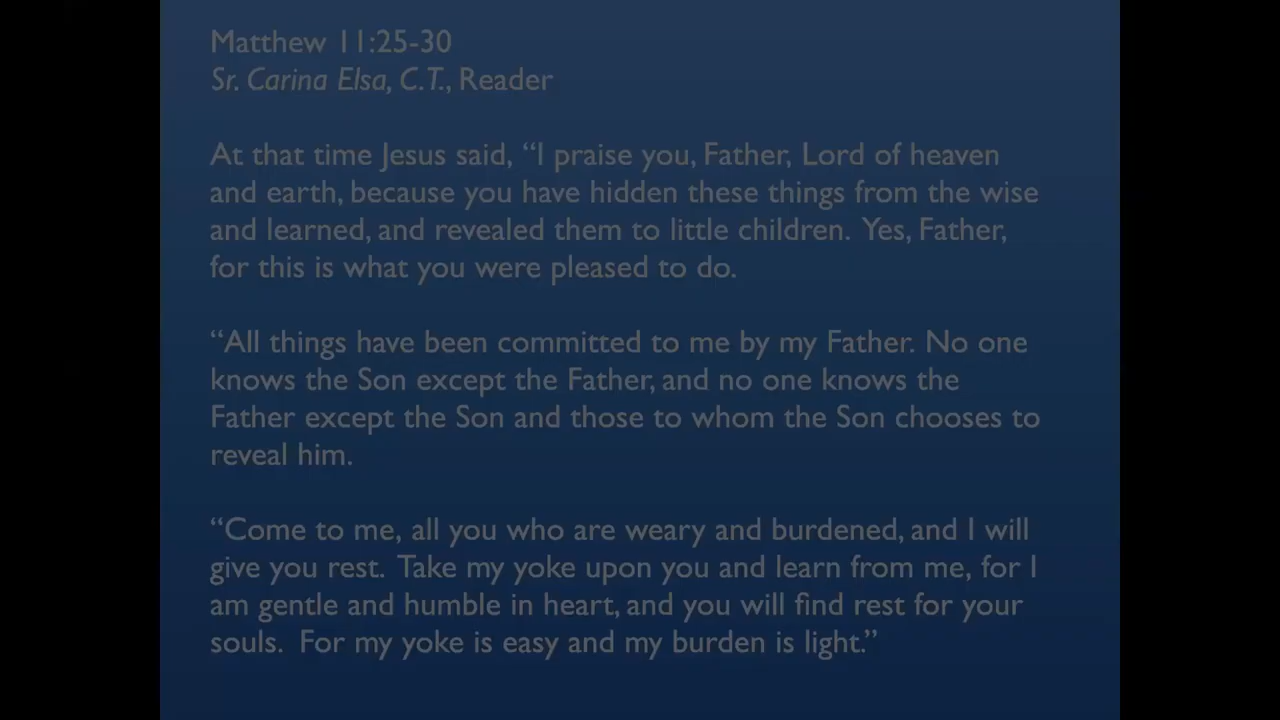 Matthew 11:25-30
Sr. Carina Elsa, C.T., Reader
At that time Jesus said, “I praise you, Father, Lord of heaven
and earth, because you have hidden these things from the wise
and learned, and revealed them to little children.  Yes, Father,
for this is what you were pleased to do.
“All things have been committed to me by my Father. No one
knows the Son except the Father, and no one knows the
Father except the Son and those to whom the Son chooses to
reveal him.
“Come to me, all you who are weary and burdened, and I will
give you rest.  Take my yoke upon you and learn from me, for I
am gentle and humble in heart, and you will find rest for your
souls.  For my yoke is easy and my burden is light.”